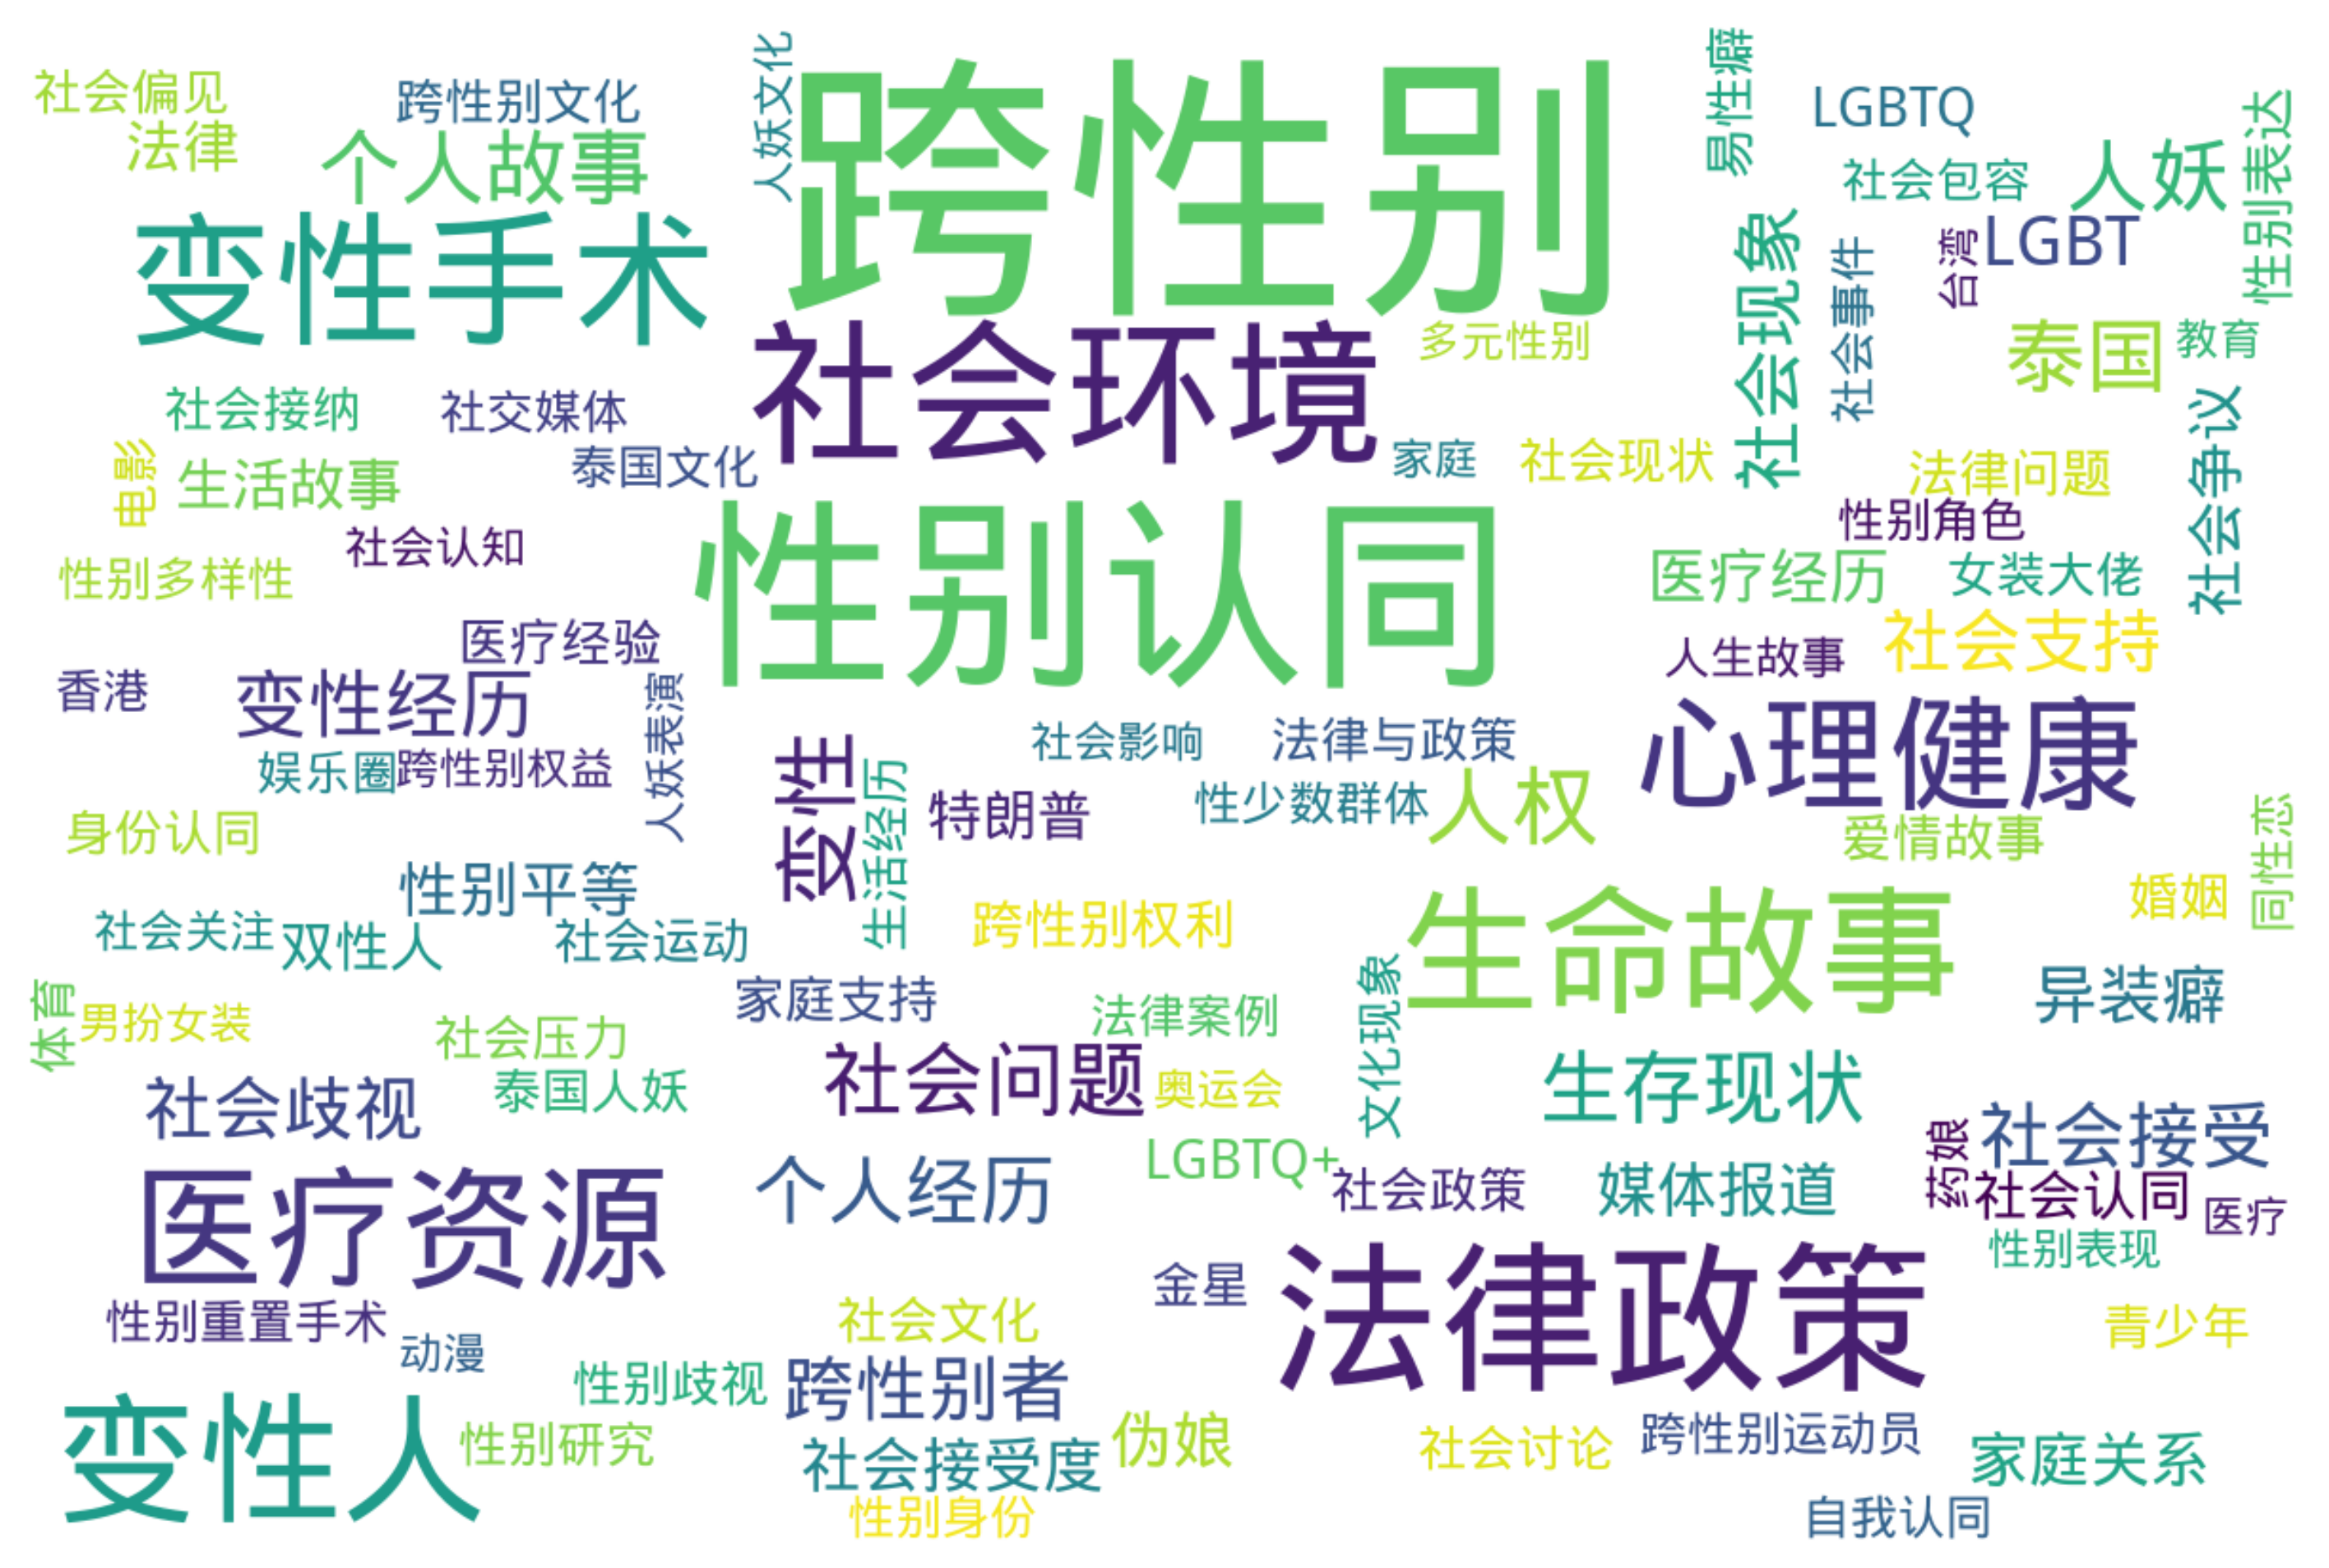 社会偏见
法律
跨性别文化
个人故事
人妖文化
跨性别
易性癖
LGBTQ
社会包容
人妖
性别表达
变性手术
社会现象
社会事件
台湾
LGBT
社会环境
多元性别
泰国
教育
社会接纳
社交媒体
泰国文化
家庭
社会现状
法律问题
社会争议
电影
生活故事
社会认知
性别认同
性别角色
性别多样性
医疗经历
女装大佬
医疗经验
人生故事
社会支持
香港
变性经历
人妖表演
心理健康
娱乐圈
跨性别权益
变性
生活经历
社会影响
法律与政策
特朗普
性少数群体
人权
身份认同
爱情故事
同性恋
性别平等
婚姻
社会关注
双性人
社会运动
跨性别权利
生命故事
家庭支持
异装癖
体育
男扮女装
社会压力
法律案例
文化现象
泰国人妖
社会问题
奥运会
生存现状
社会歧视
社会接受
药娘
LGBTQ+
社会政策
媒体报道
社会认同
医疗
医疗资源
个人经历
性别表现
金星
法律政策
性别重置手术
社会文化
青少年
动漫
性别歧视
跨性别者
变性人
性别研究
社会接受度
伪娘
社会讨论
跨性别运动员
家庭关系
性别身份
自我认同